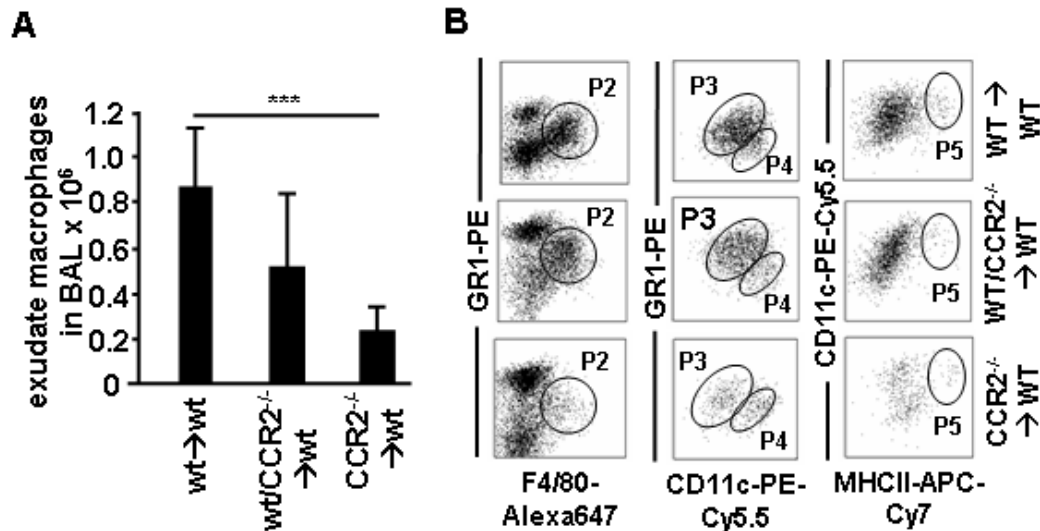 A
exudate macrophages
in BAL x 10⁶
1.2
1.0
0.8
0.6
0.4
0.2
0
***
wt→wt
wt/CCR2⁻/⁻
→wt
CCR2⁻/⁻
→wt
B
P2
P3
P4
P5
WT →
WT
P2
P3
P4
P5
WT/CCR2⁻/⁻
→WT
P2
P3
P4
P5
CCR2⁻/⁻
→WT
GR1-PE
GR1-PE
CD11c-PE-Cy5.5
F4/80-
Alexa647
CD11c-PE-
Cy5.5
MHCII-APC-
Cy7